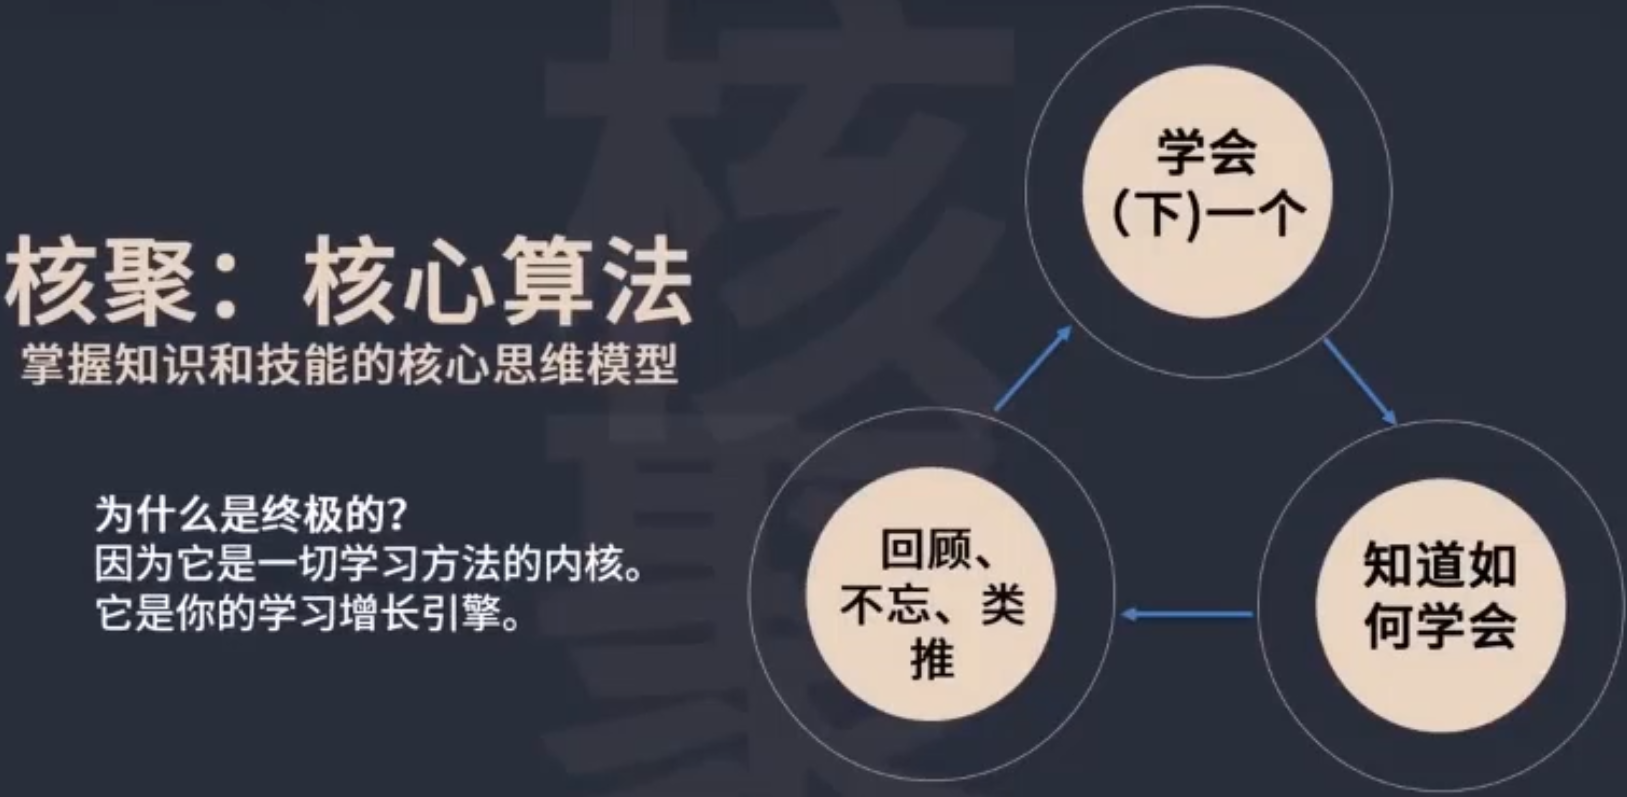 核聚：核心算法
掌握知识和技能的核心思维模型
为什么是终极的？
因为它是一切学习方法的内核。
它是你的学习增长引擎。
学会
（下)一个
知道如
何学会
回顾、
不忘、类
推
核
聚